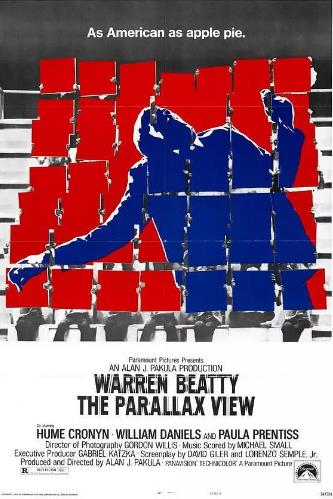 As American as apple pie.
Paramount Pictures Presents
AN ALAN J. PAKULA PRODUCTION
WARREN BEATTY
THE PARALLAX VIEW
Co-starring
HUME CRONYN · WILLIAM DANIELS AND PAULA PRENTISS
Director of Photography GORDON WILLIS · Music Scored by MICHAEL SMALL
Executive Producer GABRIEL KATZKA · Screenplay by DAVID GILER and LORENZO SEMPLE, Jr.
Produced and Directed by ALAN J. PAKULA · PANAVISION® TECHNICOLOR® A Paramount Picture
R RESTRICTED
Paramount